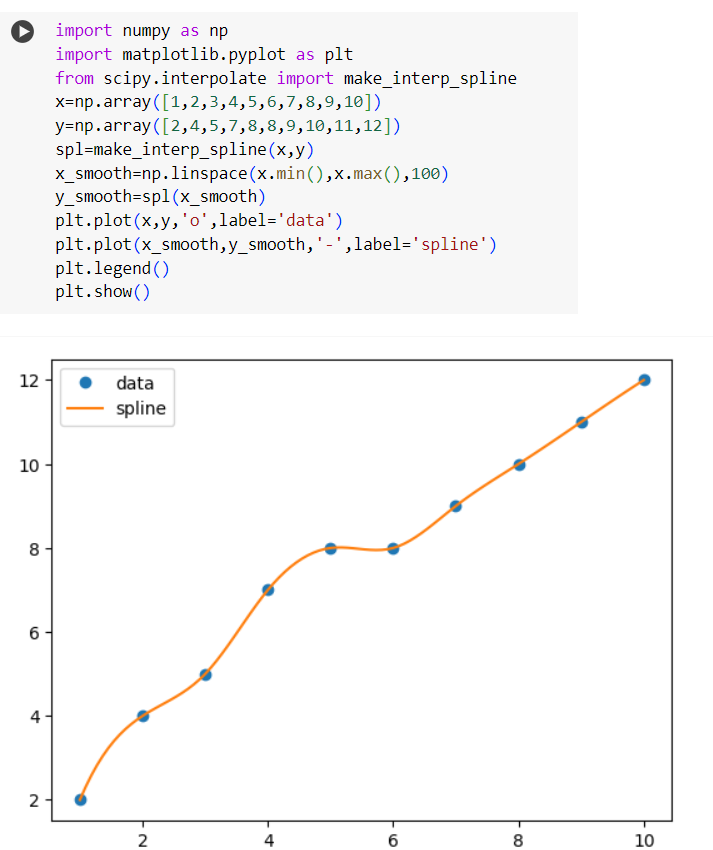 import numpy as np
import matplotlib.pyplot as plt
from scipy.interpolate import make_interp_spline
x=np.array([1,2,3,4,5,6,7,8,9,10])
y=np.array([2,4,5,7,8,8,9,10,11,12])
spl=make_interp_spline(x,y)
x_smooth=np.linspace(x.min(),x.max(),100)
y_smooth=spl(x_smooth)
plt.plot(x,y,'o',label='data')
plt.plot(x_smooth,y_smooth,'-',label='spline')
plt.legend()
plt.show()
data
spline
12
10
8
6
4
2
2 4 6 8 10